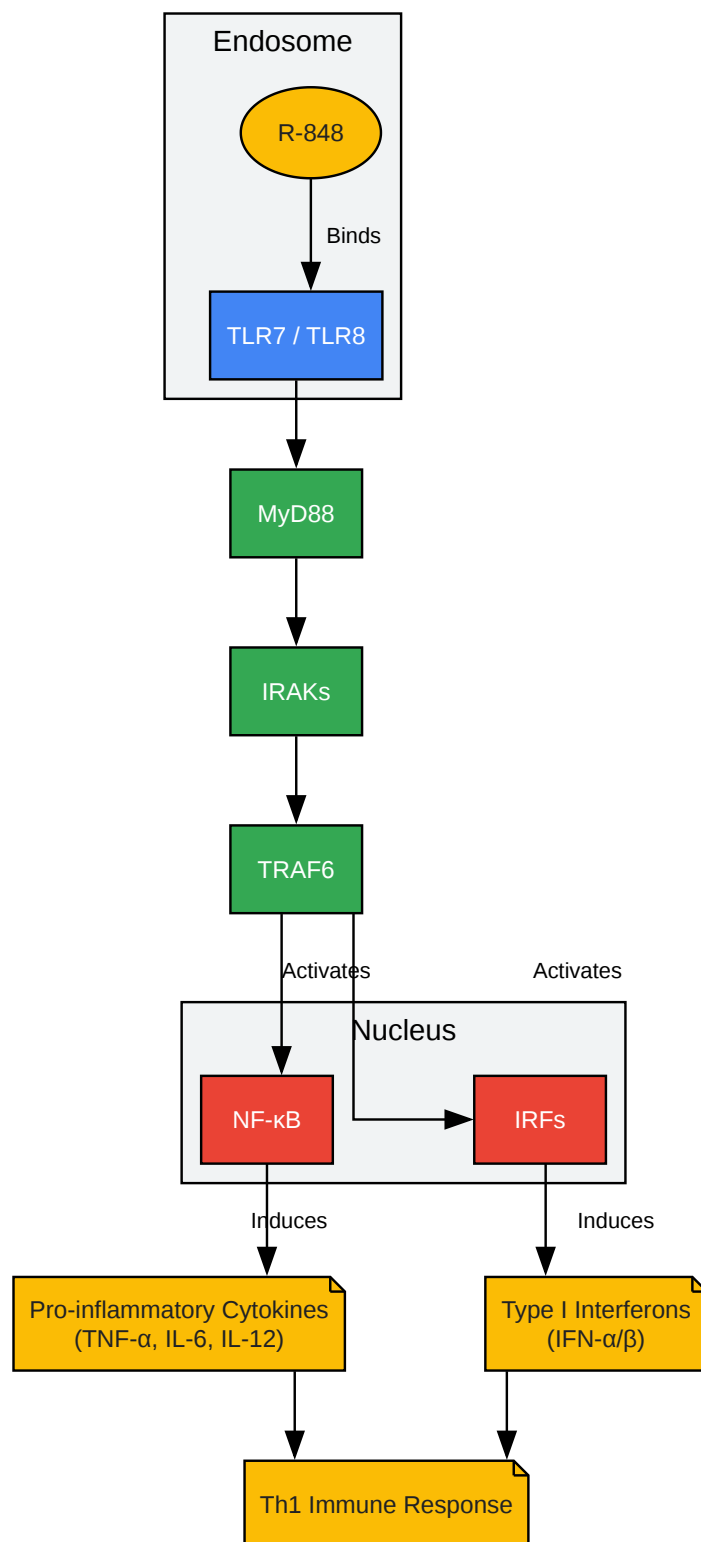 Endosome
R-848
Binds
TLR7 / TLR8
MyD88
IRAKs
TRAF6
Activates
Activates
Nucleus
NF-κB
IRFs
Induces
Induces
Pro-inflammatory Cytokines
(TNF-α, IL-6, IL-12)
Type I Interferons
(IFN-α/β)
Th1 Immune Response